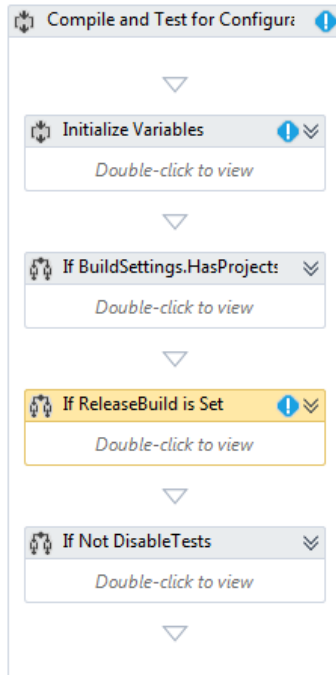 Compile and Test for Configura
Initialize Variables
Double-click to view
If BuildSettings.HasProjects
Double-click to view
If ReleaseBuild is Set
Double-click to view
If Not DisableTests
Double-click to view